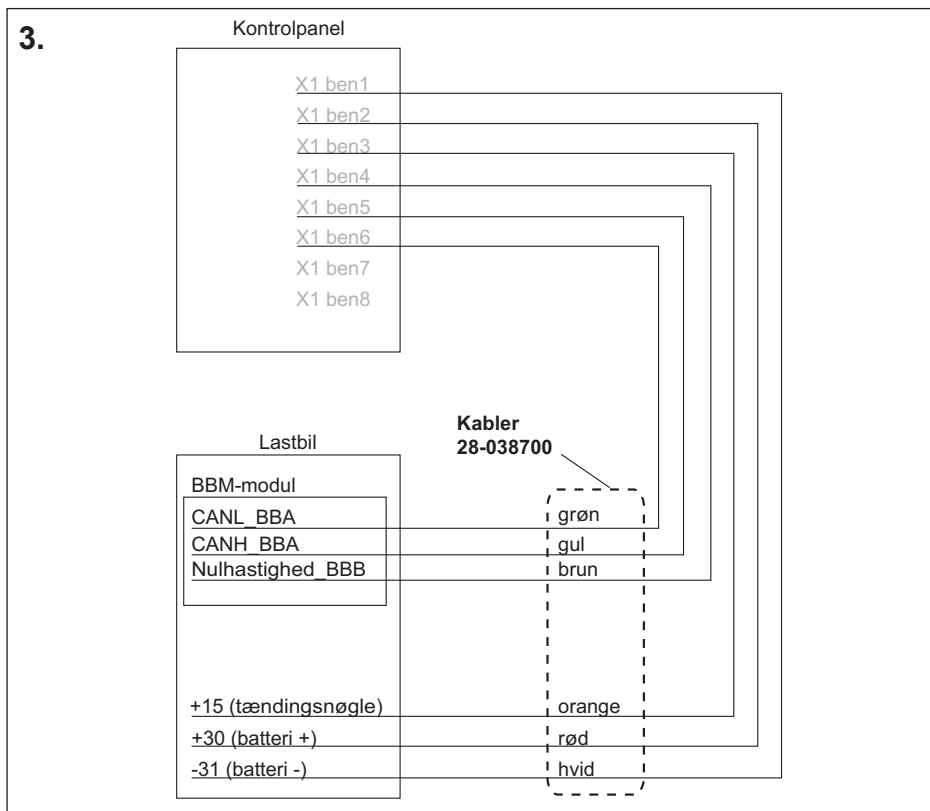 3.
Kontrolpanel
X1 ben1
X1 ben2
X1 ben3
X1 ben4
X1 ben5
X1 ben6
X1 ben7
X1 ben8
Kabler
28-038700
Lastbil
BBM-modul
CANL_BBA
grøn
CANH_BBA
gul
Nulhastighed_BBB
brun
+15 (tændingsnøgle)
orange
+30 (batteri +)
rød
-31 (batteri -)
hvid